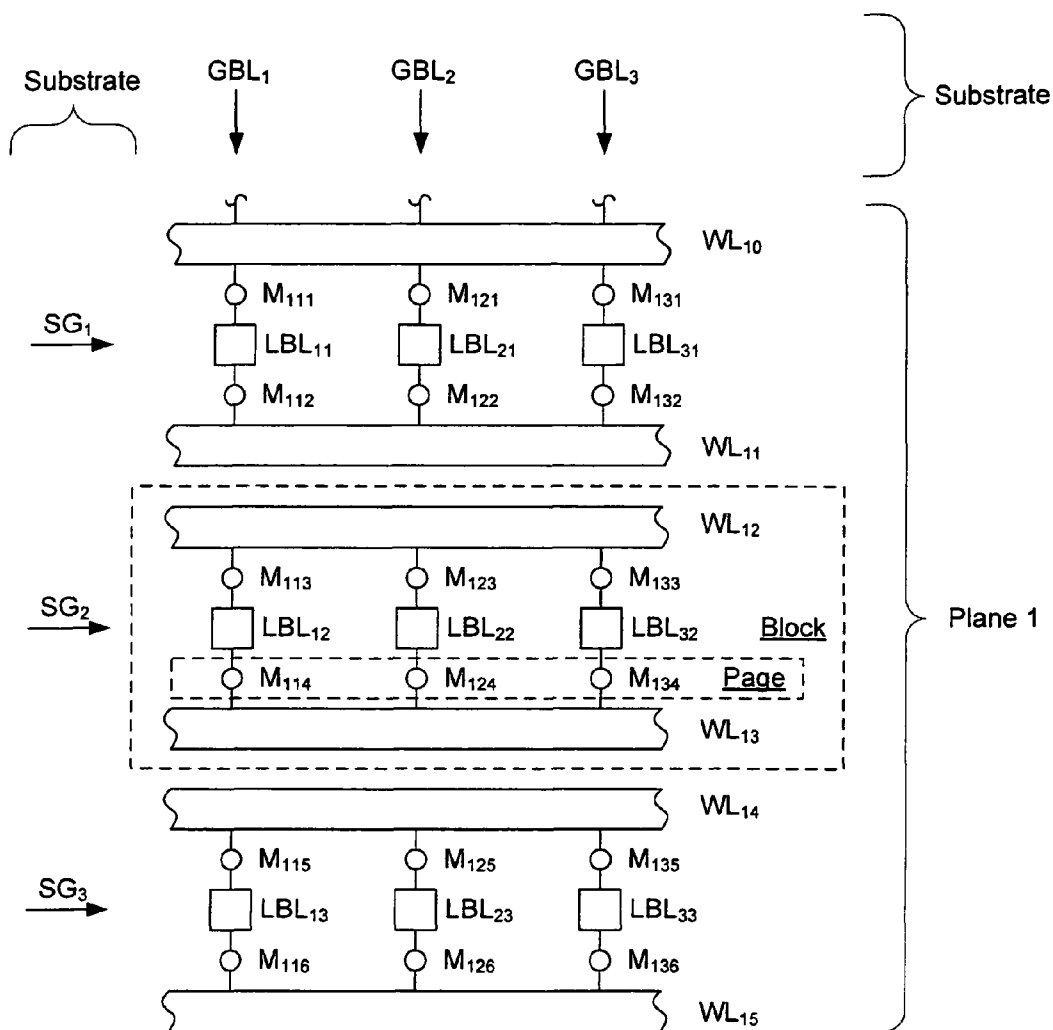 GBL₁ GBL₂ GBL₃
Substrate
Substrate
WL₁₀
M₁₁₁ M₁₂₁ M₁₃₁
SG₁ LBL₁₁ LBL₂₁ LBL₃₁
M₁₁₂ M₁₂₂ M₁₃₂
WL₁₁
WL₁₂
M₁₁₃ M₁₂₃ M₁₃₃
SG₂ LBL₁₂ LBL₂₂ LBL₃₂ Block Plane 1
M₁₁₄ M₁₂₄ M₁₃₄ Page
WL₁₃
WL₁₄
M₁₁₅ M₁₂₅ M₁₃₅
SG₃ LBL₁₃ LBL₂₃ LBL₃₃
M₁₁₆ M₁₂₆ M₁₃₆
WL₁₅